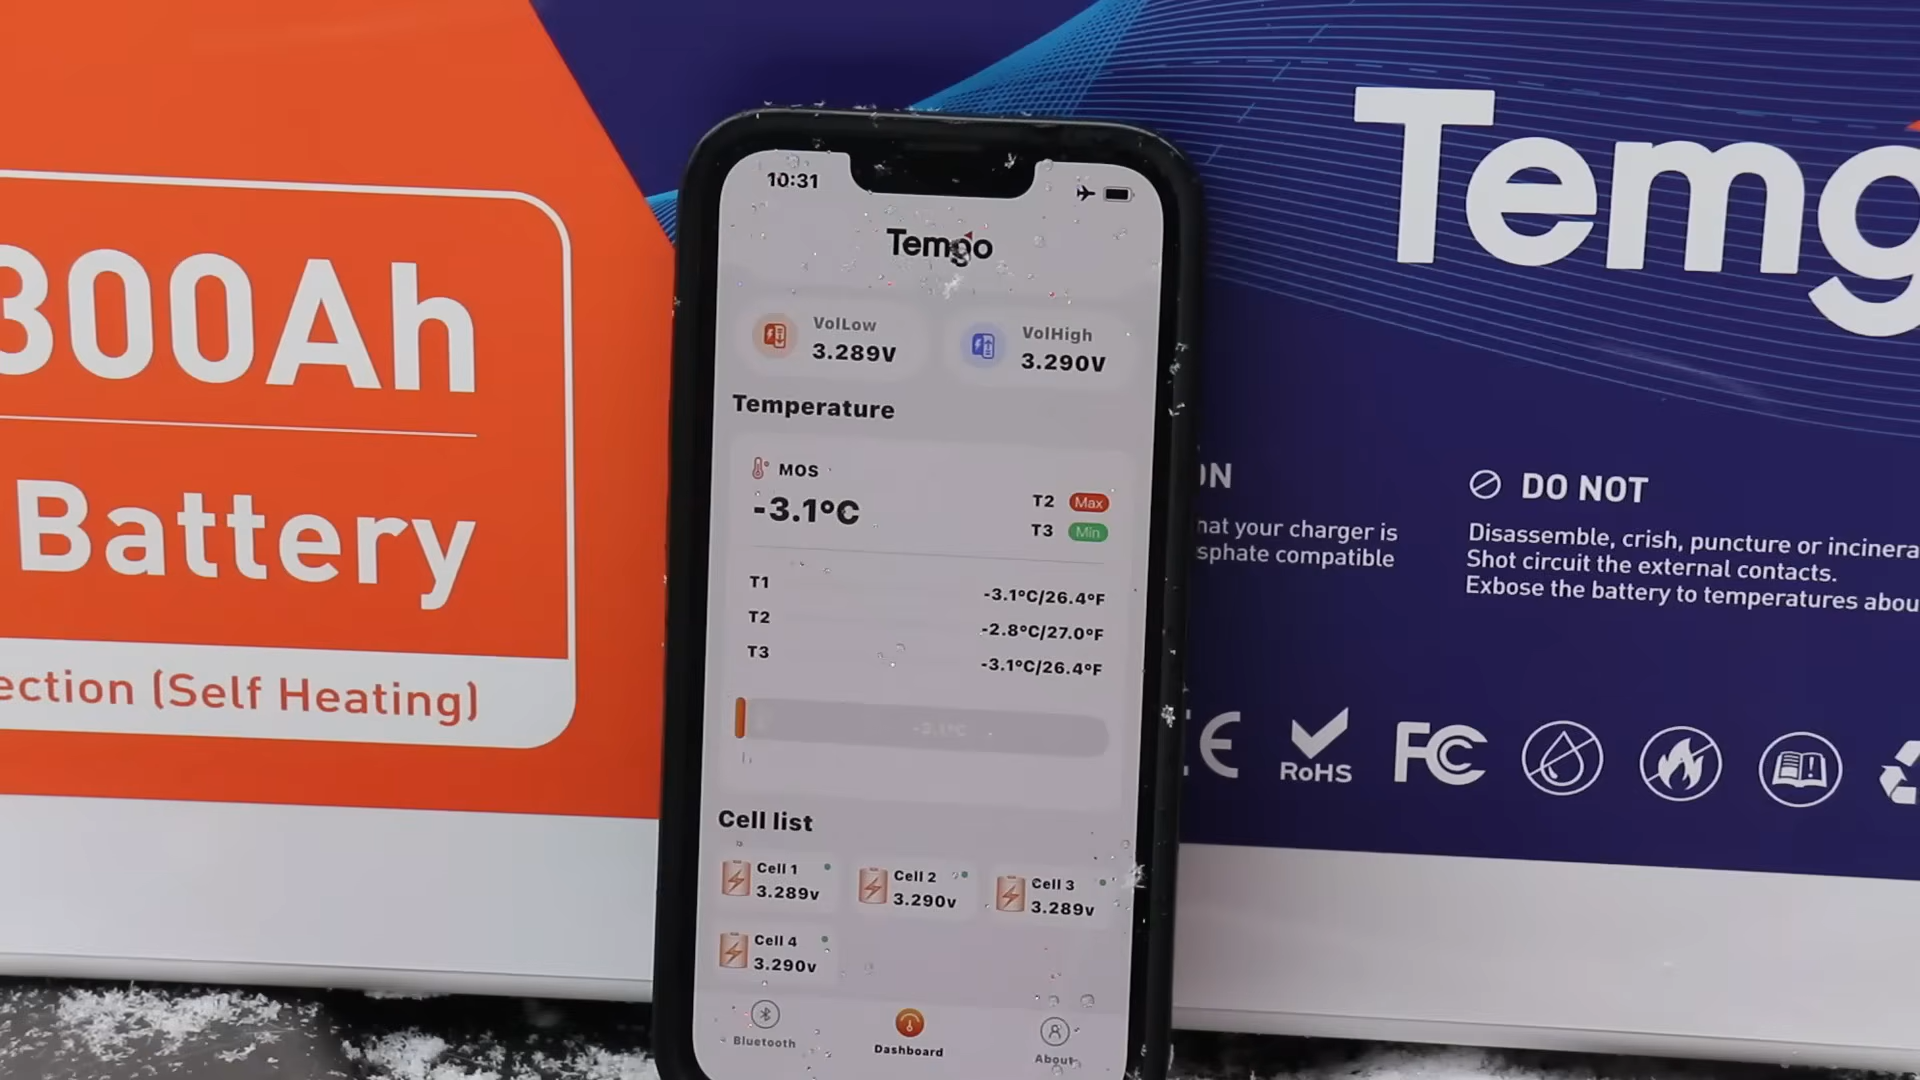 300Ah
Battery
ection (Self Heating)
10:31
Temgo
VolLow
3.289V
VolHigh
3.290V
Temperature
MOS
-3.1°C
T2 Max
T3 Min
T1 -3.1°C/26.4°F
T2 -2.8°C/27.0°F
T3 -3.1°C/26.4°F
-3.1°C
Cell list
Cell 1
3.289v
Cell 2
3.290v
Cell 3
3.289v
Cell 4
3.290v
Bluetooth
Dashboard
About
Temg
ON
hat your charger is
sphate compatible
DO NOT
Disassemble, crish, puncture or incinera
Shot circuit the external contacts.
Exbose the battery to temperatures abou
CE
RoHS
FC